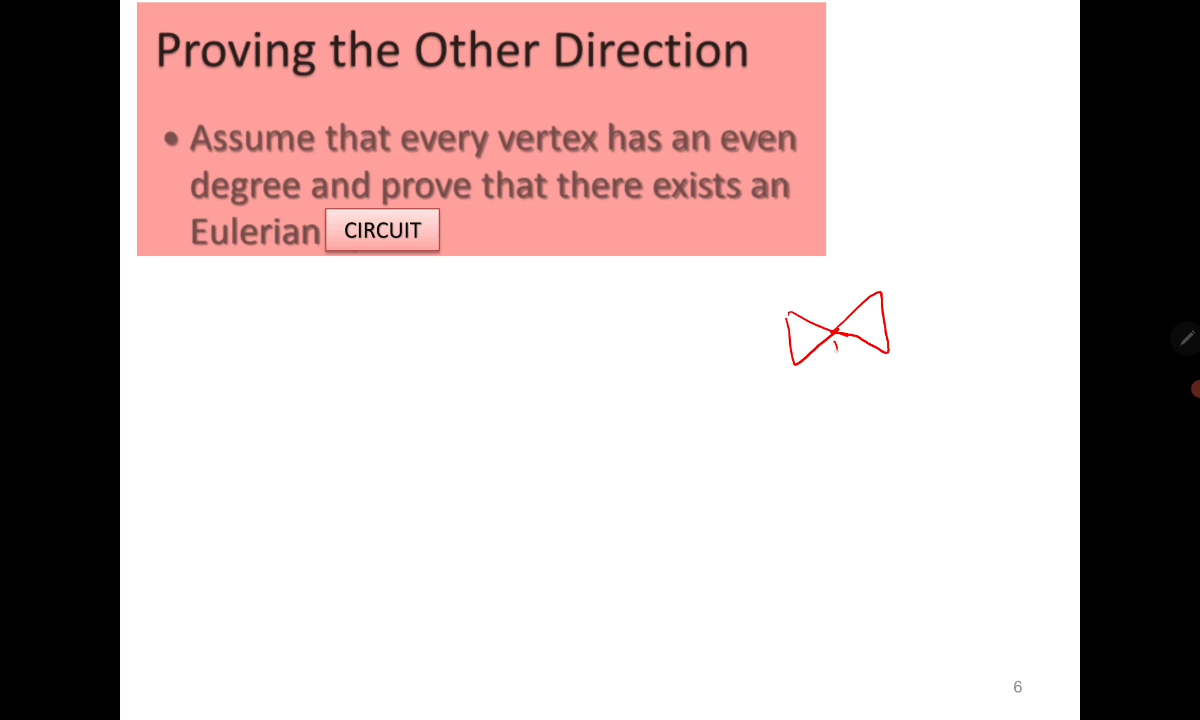 Proving the Other Direction
• Assume that every vertex has an even
degree and prove that there exists an
Eulerian CIRCUIT
6